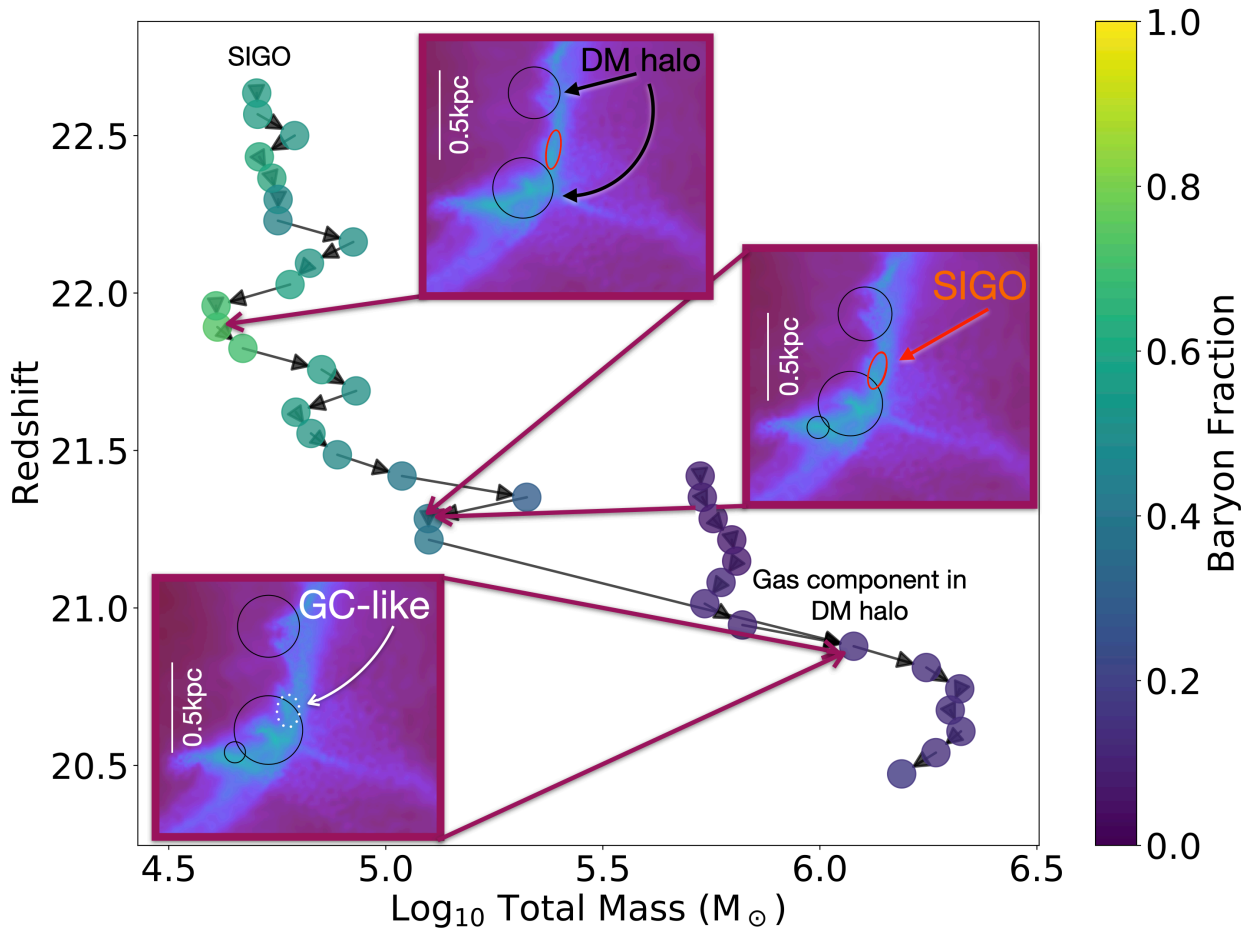 SIGO
DM halo
0.5kpc
SIGO
0.5kpc
GC-like
0.5kpc
Gas component in
DM halo
22.5
22.0
21.5
21.0
20.5
Redshift
4.5 5.0 5.5 6.0 6.5
Log₁₀ Total Mass (M☉)
1.0
0.8
0.6
0.4
0.2
0.0
Baryon Fraction